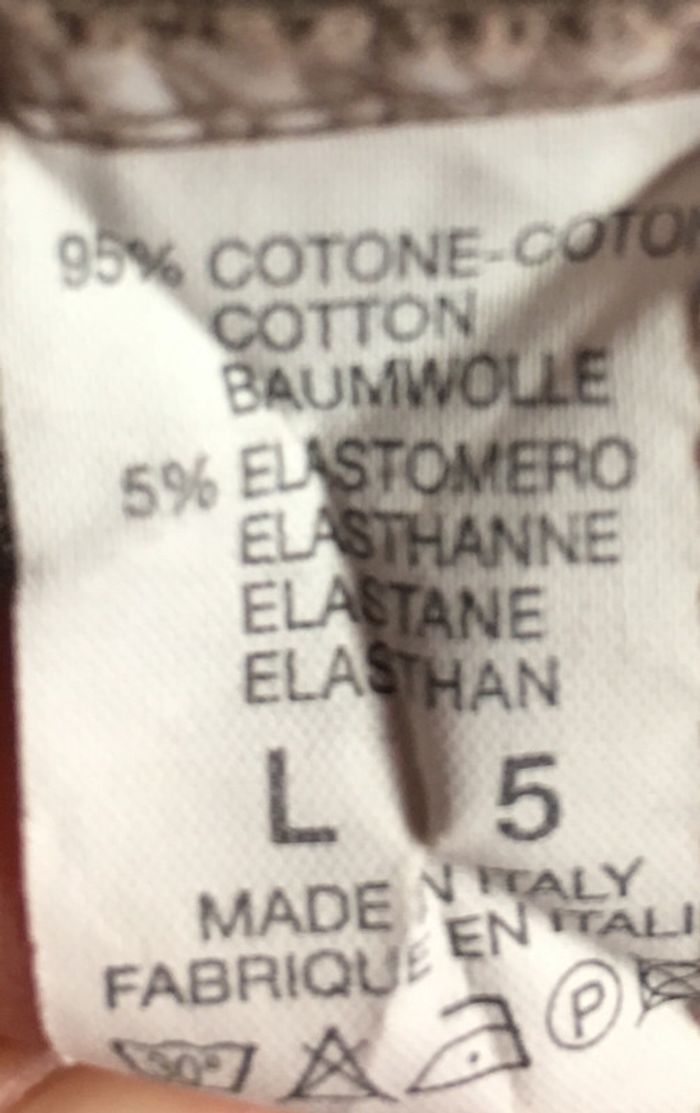 95% COTONE-COTON
COTTON
BAUMWOLLE
5% ELASTOMERO
ELASTHANNE
ELASTANE
ELASTHAN
L 5
MADE IN ITALY
FABRIQUE EN ITALI
30°
P